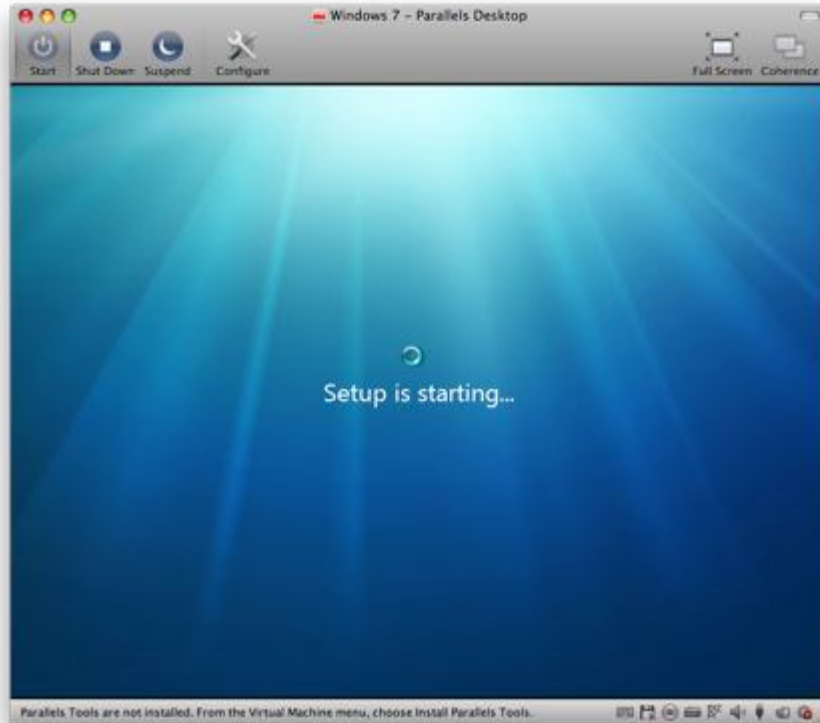 Windows 7 - Parallels Desktop
Start Shut Down Suspend Configure Full Screen Coherence
Setup is starting...
Parallels Tools are not installed. From the Virtual Machine menu, choose Install Parallels Tools.